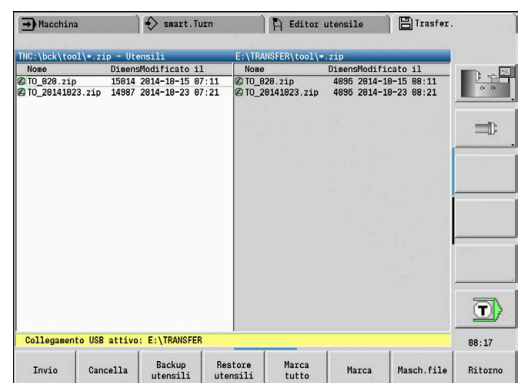 Macchina
smart.Turn
Editor utensile
Trasfer.
TNC:\bck\tool\*.zip - Utensili
E:\TRANSFER\tool\*.zip
Nome DimensModificato il
Nome DimensModificato il
TO_020.zip 15014 2014-10-15 07:11
TO_020.zip 4096 2014-10-15 08:11
TO_20141023.zip 14987 2014-10-23 07:21
TO_20141023.zip 4096 2014-10-23 08:21
T
Collegamento USB attivo: E:\TRANSFER
08:17
Invio
Cancella
Backup utensili
Restore utensili
Marca tutto
Marca
Masch.file
Ritorno